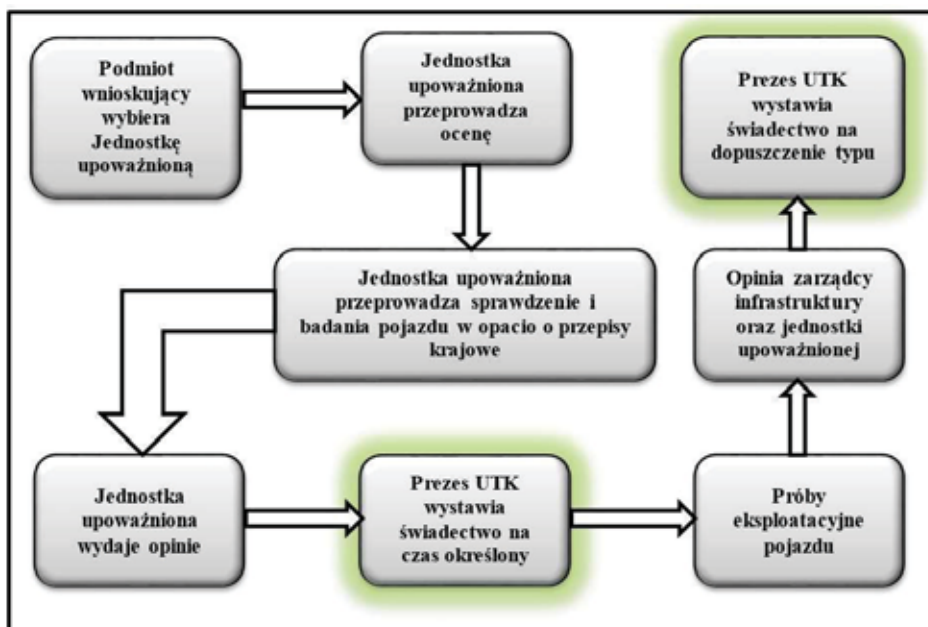 Podmiot
wnioskujący
wybiera
Jednostkę
upoważnioną
Jednostka
upoważniona
przeprowadza
ocenę
Jednostka upoważniona
przeprowadza sprawdzenie i
badania pojazdu w opacio o przepisy
krajowe
Jednostka
upoważniona
wydaje opinie
Prezes UTK
wystawia
świadectwo na
czas określony
Próby
eksploatacyjne
pojazdu
Opinia zarządcy
infrastruktury
oraz jednostki
upoważnionej
Prezes UTK
wystawia
świadectwo na
dopuszczenie typu